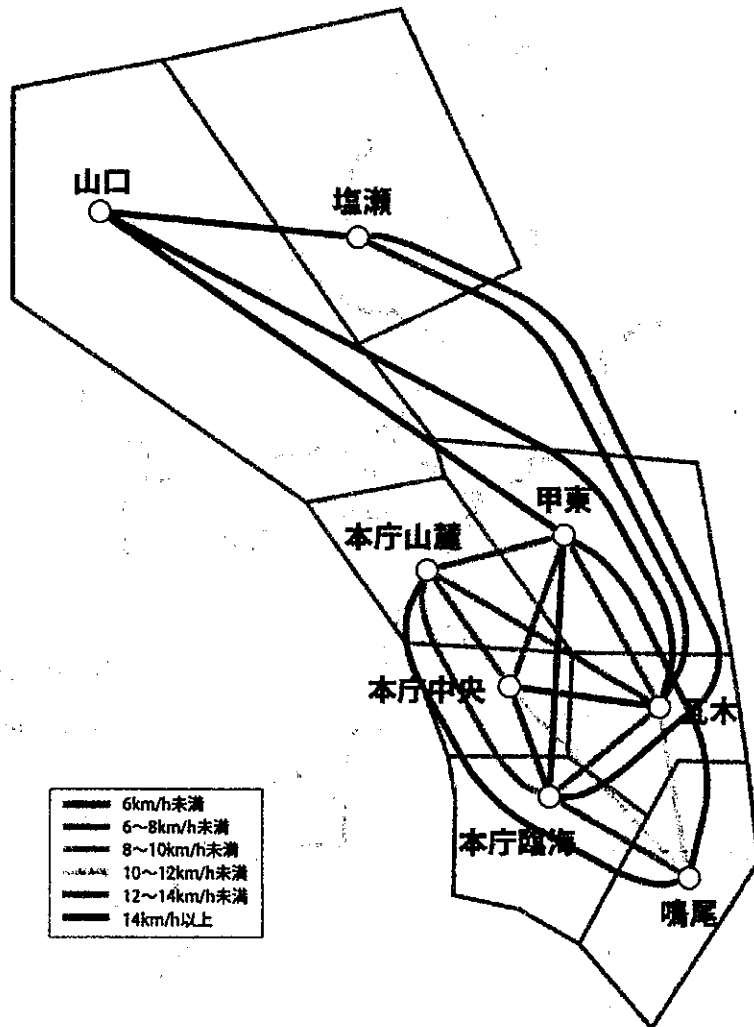 山口
塩瀬
甲東
本庁山麓
本庁中央
瓦木
本庁臨海
鳴尾
6km/h未満
6〜8km/h未満
8〜10km/h未満
10〜12km/h未満
12〜14km/h未満
14km/h以上